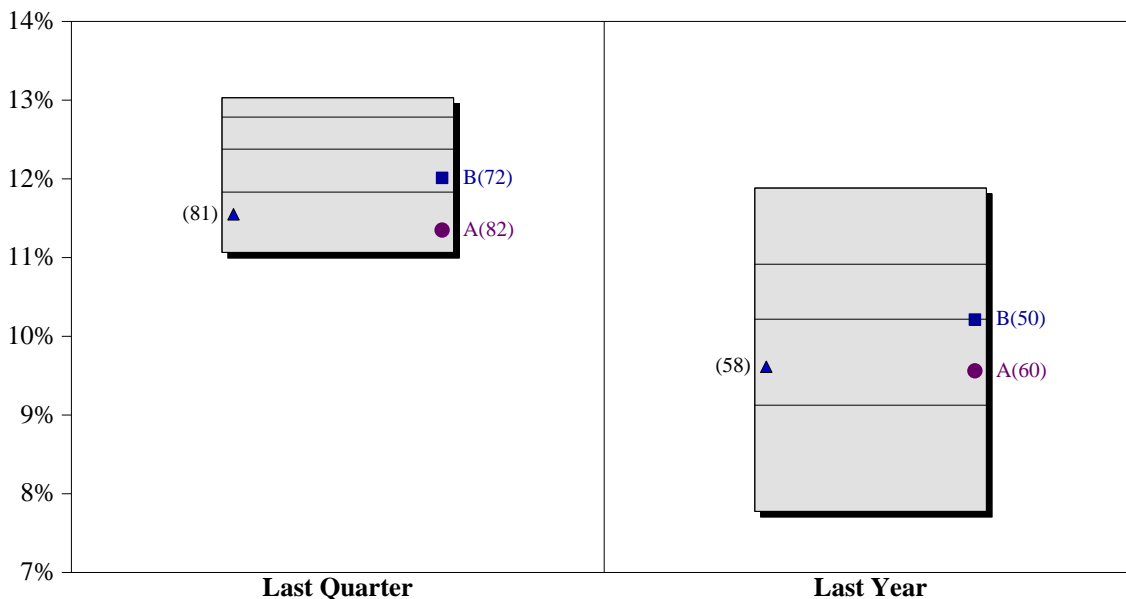 14%
13%
12%
11%
10%
9%
8%
7%
(81)
B(72)
A(82)
(58)
B(50)
A(60)
Last Quarter
Last Year